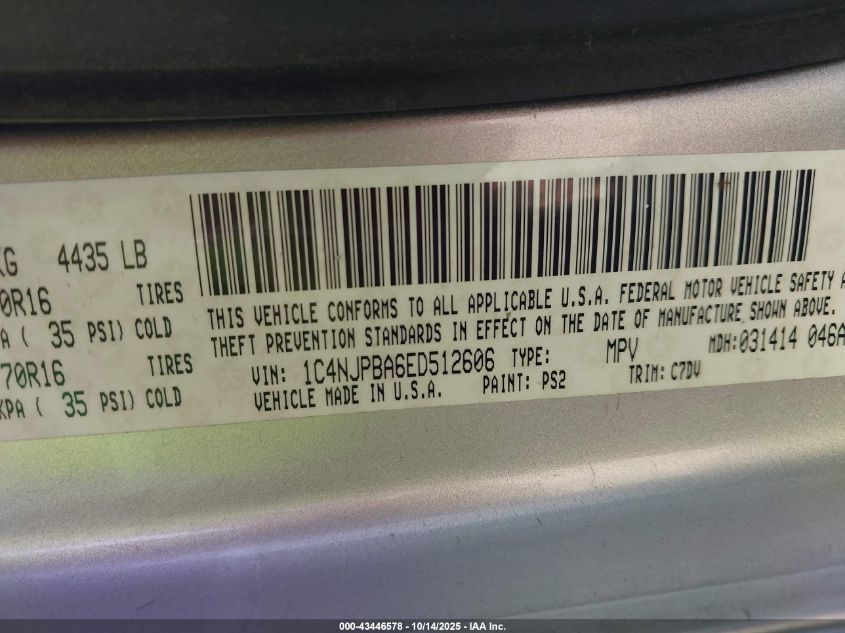 KG 4435 LB
0R16 TIRES
PA ( 35 PSI) COLD
70R16 TIRES
KPA ( 35 PSI) COLD
THIS VEHICLE CONFORMS TO ALL APPLICABLE U.S.A. FEDERAL MOTOR VEHICLE SAFETY A
THEFT PREVENTION STANDARDS IN EFFECT ON THE DATE OF MANUFACTURE SHOWN ABOVE.
VIN: 1C4NJPBA6ED512606 TYPE: MPV MDH:031414 046A
VEHICLE MADE IN U.S.A. PAINT: PS2 TRIM: C7DV
000-43446578 - 10/14/2025 - IAA Inc.